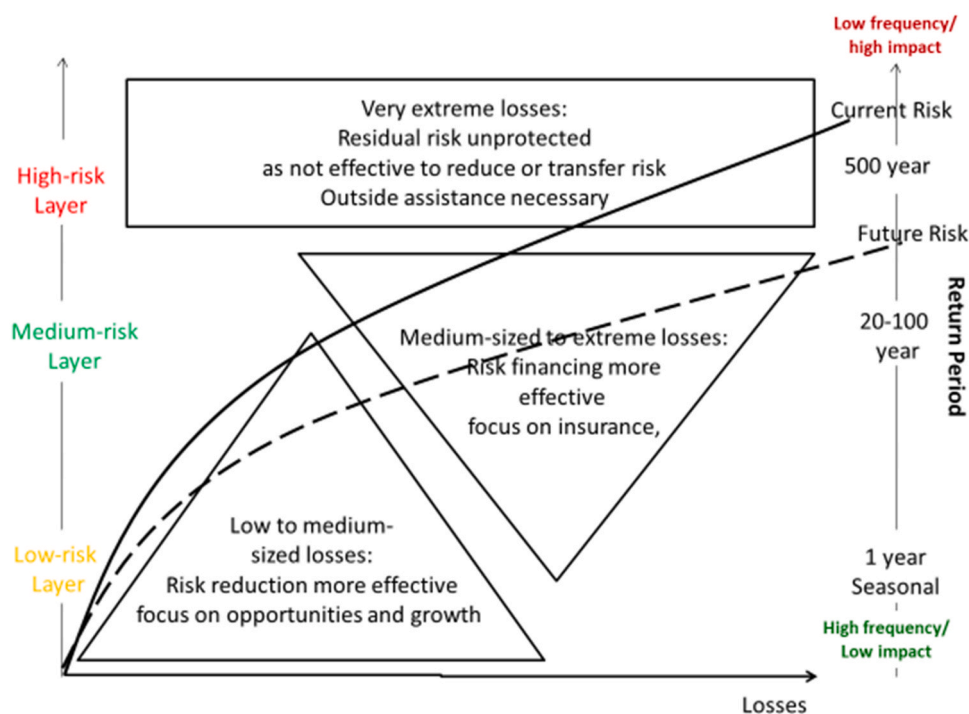 Low frequency/
high impact
Very extreme losses:
Residual risk unprotected
as not effective to reduce or transfer risk
Outside assistance necessary
Current Risk
500 year
High-risk
Layer
Future Risk
Return Period
Medium-risk
Layer
Medium-sized to extreme losses:
Risk financing more
effective
focus on insurance,
20-100
year
Low to medium-
sized losses:
Risk reduction more effective
focus on opportunities and growth
Low-risk
Layer
1 year
Seasonal
High frequency/
Low impact
Losses